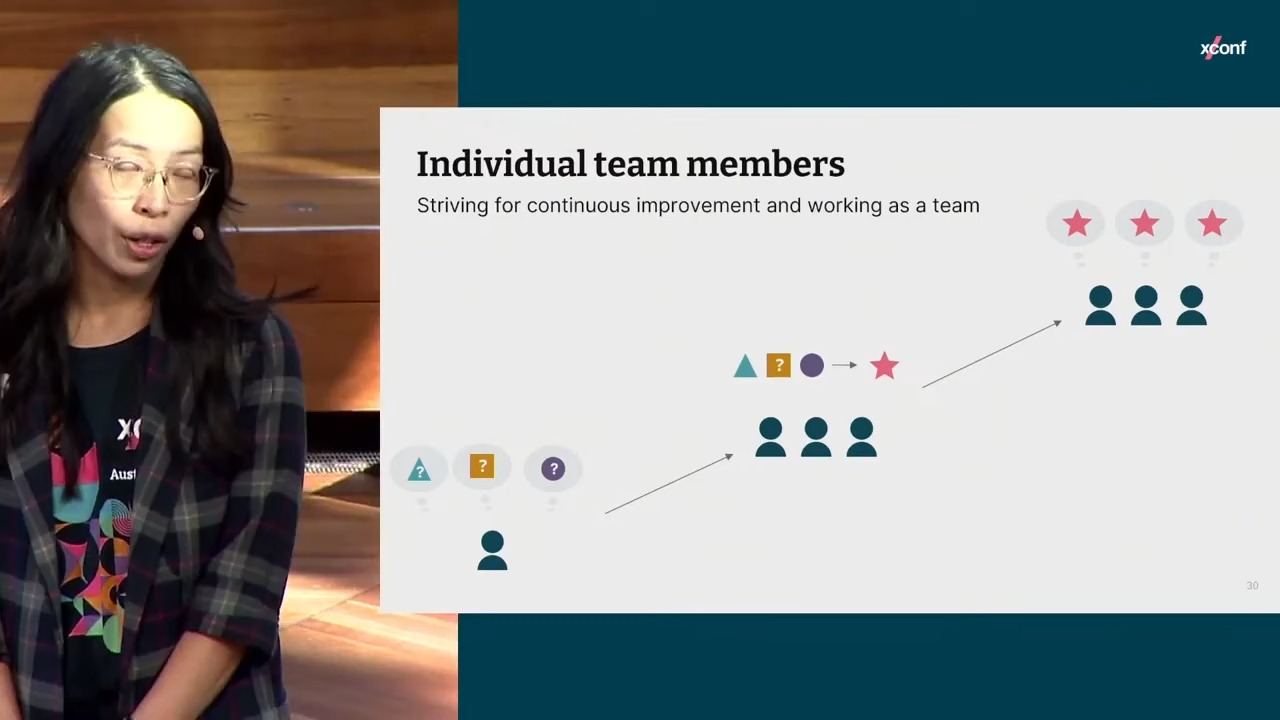 xconf
Individual team members
Striving for continuous improvement and working as a team
?
? ? ?
Aust
30